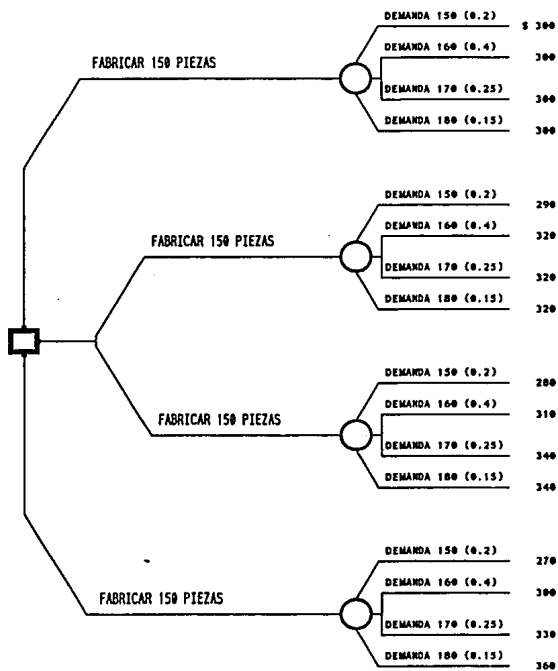 DEMANDA 150 (0.2) $ 300
DEMANDA 160 (0.4) 300
FABRICAR 150 PIEZAS
DEMANDA 170 (0.25) 300
DEMANDA 180 (0.15) 300
DEMANDA 150 (0.2) 290
DEMANDA 160 (0.4) 320
FABRICAR 150 PIEZAS
DEMANDA 170 (0.25) 320
DEMANDA 180 (0.15) 320
DEMANDA 150 (0.2) 280
DEMANDA 160 (0.4) 310
FABRICAR 150 PIEZAS
DEMANDA 170 (0.25) 340
DEMANDA 180 (0.15) 340
DEMANDA 150 (0.2) 270
DEMANDA 160 (0.4) 300
FABRICAR 150 PIEZAS
DEMANDA 170 (0.25) 330
DEMANDA 180 (0.15) 360